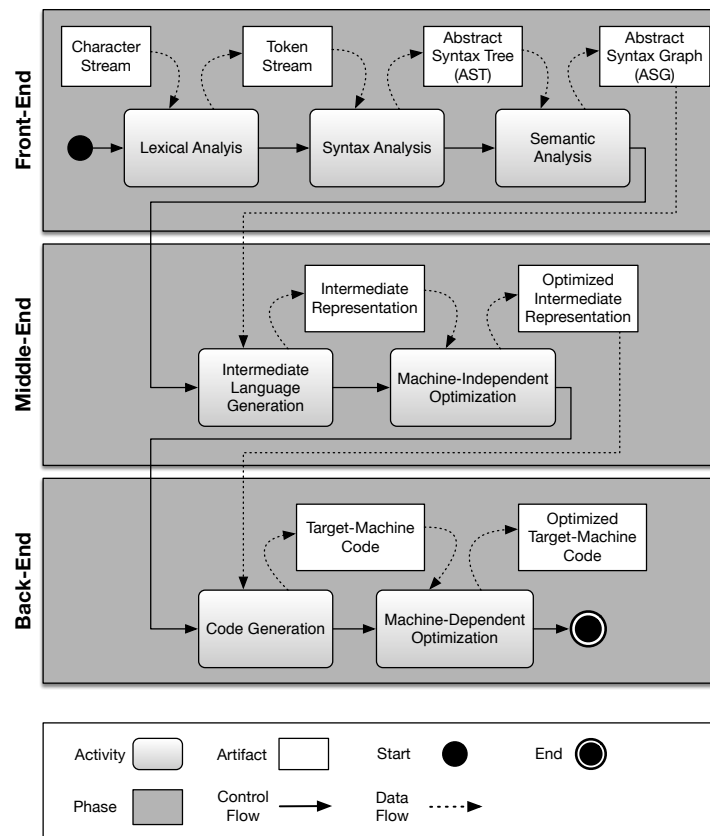 Front-End
Character
Stream
Token
Stream
Abstract
Syntax Tree
(AST)
Abstract
Syntax Graph
(ASG)
Lexical Analyis
Syntax Analysis
Semantic
Analysis
Middle-End
Intermediate
Representation
Optimized
Intermediate
Representation
Intermediate
Language
Generation
Machine-Independent
Optimization
Back-End
Target-Machine
Code
Optimized
Target-Machine
Code
Code Generation
Machine-Dependent
Optimization
Activity
Artifact
Start
End
Phase
Control
Flow
Data
Flow